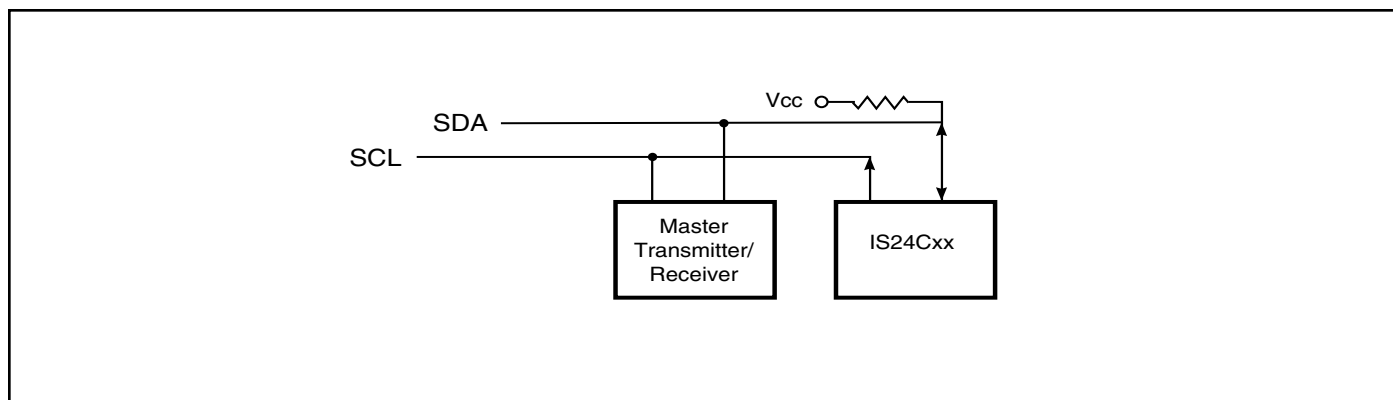 Vcc
SDA
SCL
Master
Transmitter/
Receiver
IS24Cxx